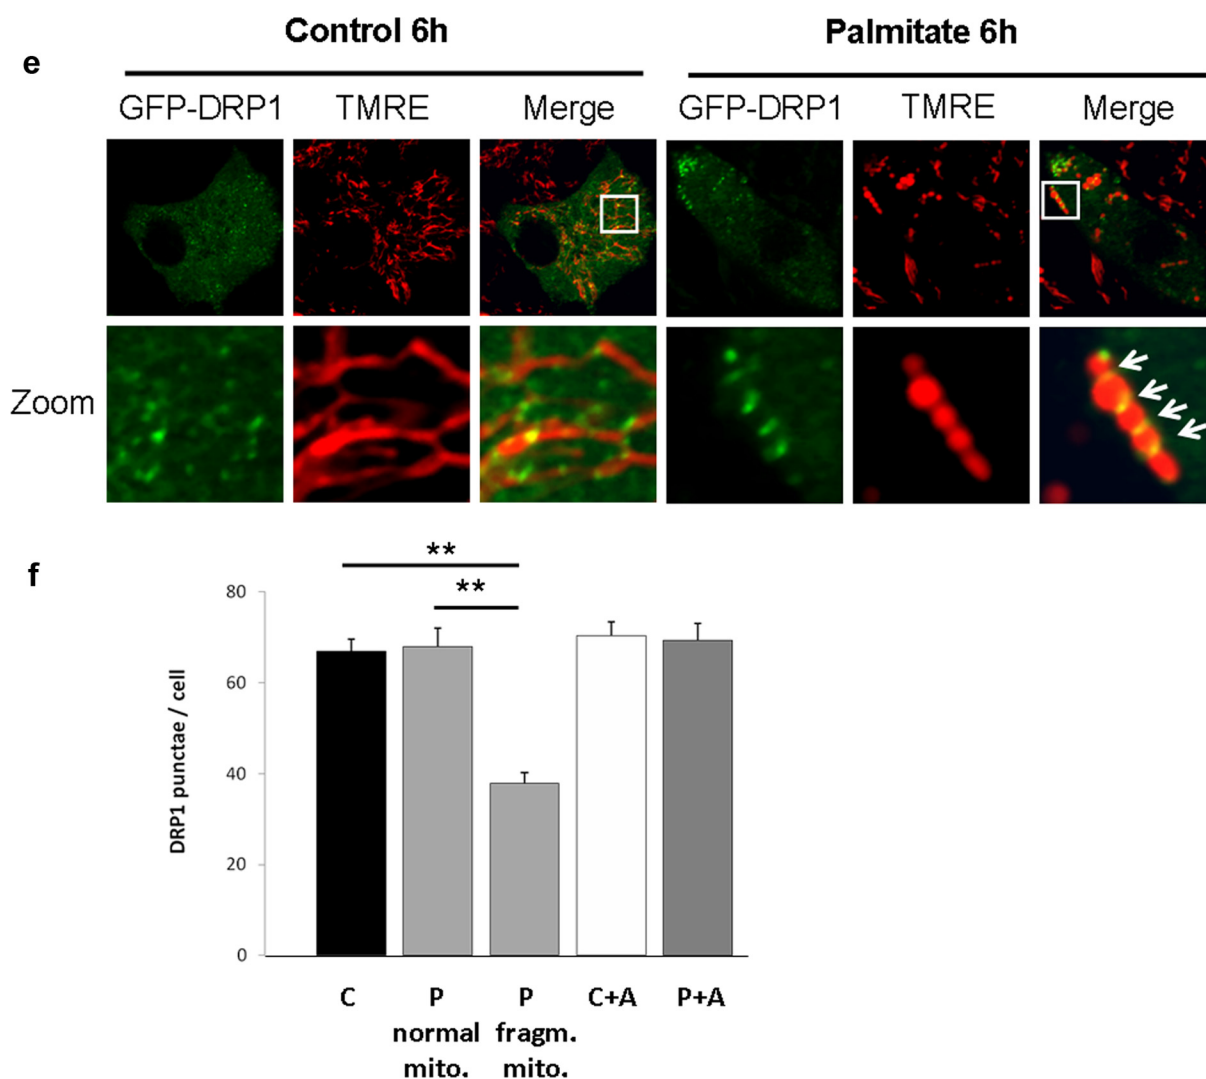 Control 6h
Palmitate 6h
e
GFP-DRP1 TMRE Merge GFP-DRP1 TMRE Merge
Zoom
f
**
**
80
60
40
20
0
DRP1 punctae / cell
C P P C+A P+A
normal fragm.
mito. mito.